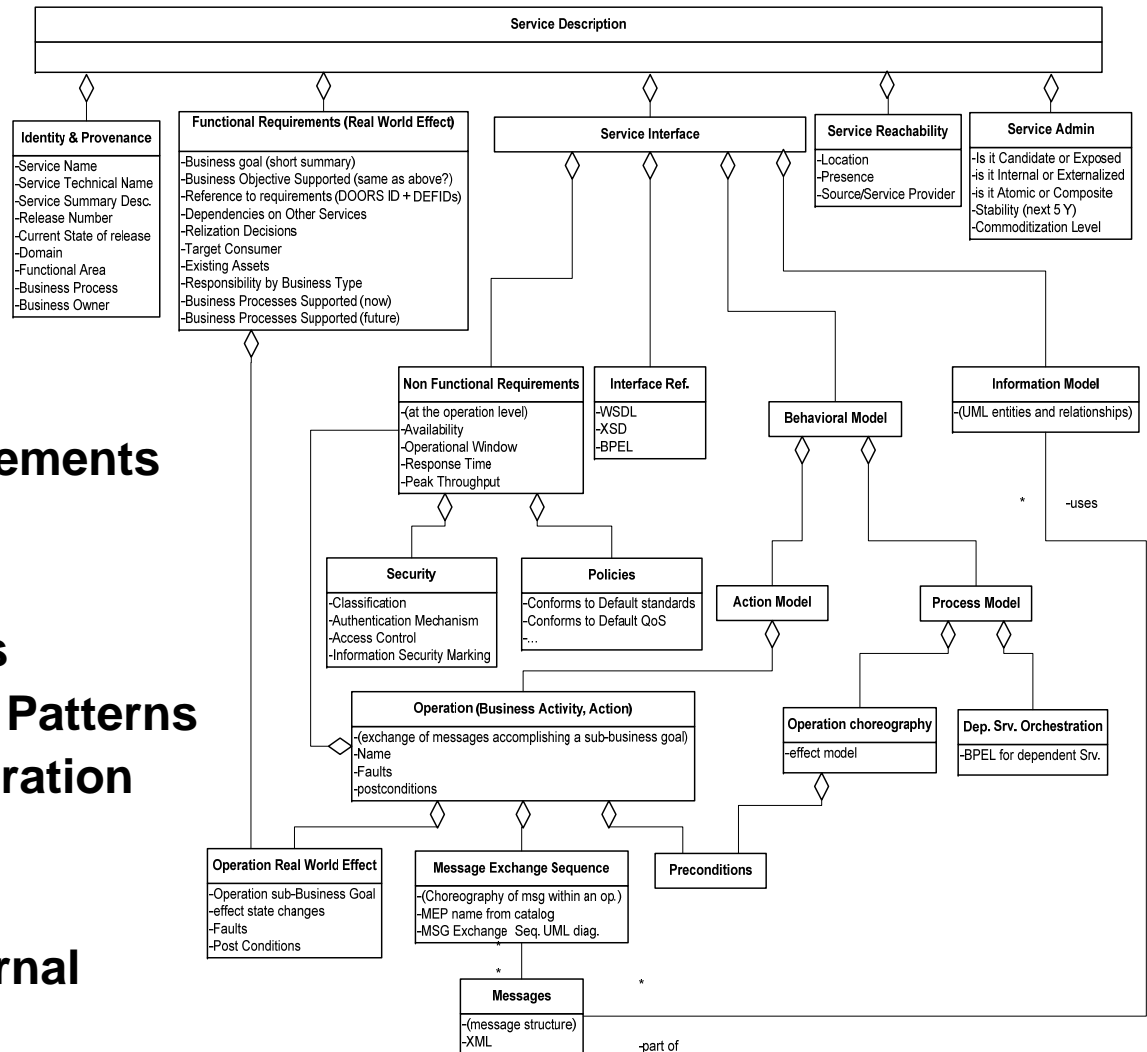 Service Description
Identity & Provenance
-Service Name
-Service Technical Name
-Service Summary Desc.
-Release Number
-Current State of release
-Domain
-Functional Area
-Business Process
-Business Owner
Functional Requirements (Real World Effect)
-Business goal (short summary)
-Business Objective Supported (same as above?)
-Reference to requirements (DOORS ID + DEFIDs)
-Dependencies on Other Services
-Relization Decisions
-Target Consumer
-Existing Assets
-Responsibility by Business Type
-Business Processes Supported (now)
-Business Processes Supported (future)
Service Interface
Service Reachability
-Location
-Presence
-Source/Service Provider
Service Admin
-Is it Candidate or Exposed
-is it Internal or Externalized
-is it Atomic or Composite
-Stability (next 5 Y)
-Commoditization Level
Non Functional Requirements
-(at the operation level)
-Availability
-Operational Window
-Response Time
-Peak Throughput
Interface Ref.
-WSDL
-XSD
-BPEL
Behavioral Model
Information Model
-(UML entities and relationships)
ements
* -uses
Security
-Classification
-Authentication Mechanism
-Access Control
-Information Security Marking
Policies
-Conforms to Default standards
-Conforms to Default QoS
-...
Action Model
Process Model
s
Patterns
ration
Operation (Business Activity, Action)
-(exchange of messages accomplishing a sub-business goal)
-Name
-Faults
-postconditions
Operation choreography
-effect model
Dep. Srv. Orchestration
-BPEL for dependent Srv.
Operation Real World Effect
-Operation sub-Business Goal
-effect state changes
-Faults
-Post Conditions
Message Exchange Sequence
-(Choreography of msg within an op.)
-MEP name from catalog
-MSG Exchange Seq. UML diag.
Preconditions
rnal
*
*
*
Messages
-(message structure)
-XML
-part of